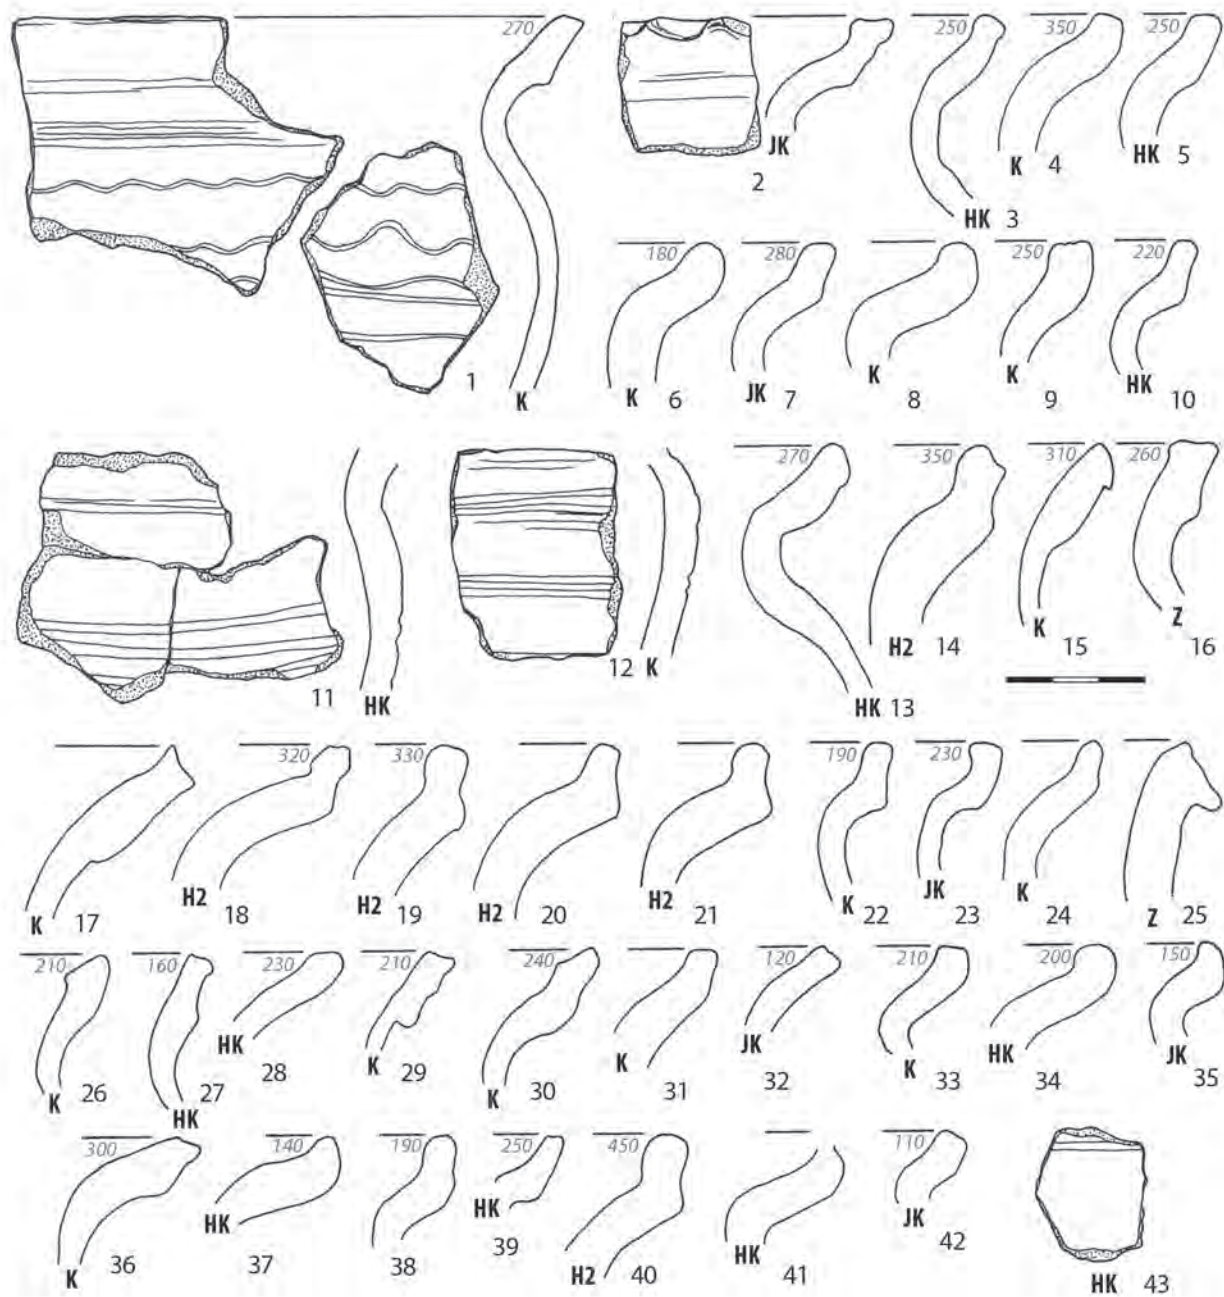 270
250
350
250
JK
2
K 4
HK 5
HK 3
1
K
180
280
250
220
K 6
JK 7
K 8
K 9
HK 10
270
350
310
260
11
HK
12 K
HK 13
H2 14
K 15
Z 16
320
330
190
230
K 17
H2 18
H2 19
H2 20
H2 21
K 22
JK 23
K 24
Z 25
210
160
230
210
240
120
210
200
150
K 26
HK 27
HK 28
K 29
K 30
K 31
JK 32
K 33
HK 34
JK 35
300
140
190
250
450
110
K 36
HK 37
38
HK 39
H2 40
HK 41
JK 42
HK 43